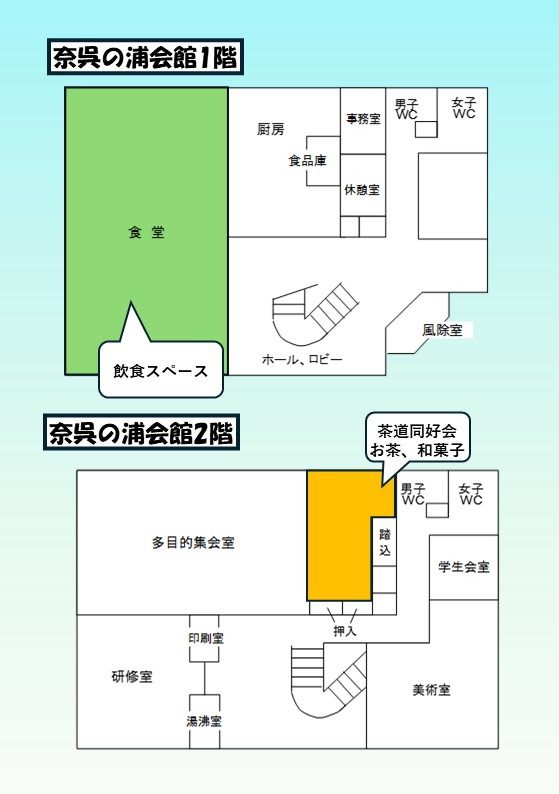 奈呉の浦会館1階
厨房
事務室
男子
WC
女子
WC
食品庫
休憩室
食 堂
風除室
ホール、ロビー
飲食スペース
奈呉の浦会館2階
茶道同好会
お茶、和菓子
男子
WC
女子
WC
多目的集会室
踏
込
学生会室
押入
印刷室
研修室
美術室
湯沸室